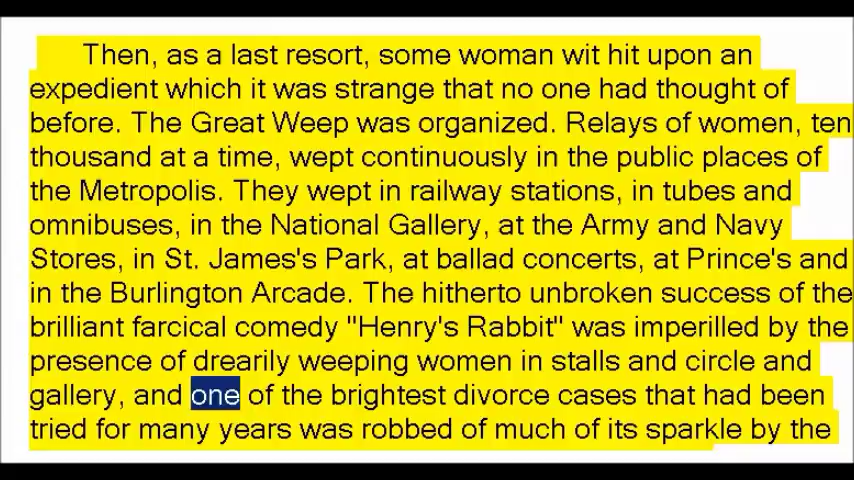 Then, as a last resort, some woman wit hit upon an
expedient which it was strange that no one had thought of
before. The Great Weep was organized. Relays of women, ten
thousand at a time, wept continuously in the public places of
the Metropolis. They wept in railway stations, in tubes and
omnibuses, in the National Gallery, at the Army and Navy
Stores, in St. James's Park, at ballad concerts, at Prince's and
in the Burlington Arcade. The hitherto unbroken success of the
brilliant farcical comedy "Henry's Rabbit" was imperilled by the
presence of drearily weeping women in stalls and circle and
gallery, and one of the brightest divorce cases that had been
tried for many years was robbed of much of its sparkle by the